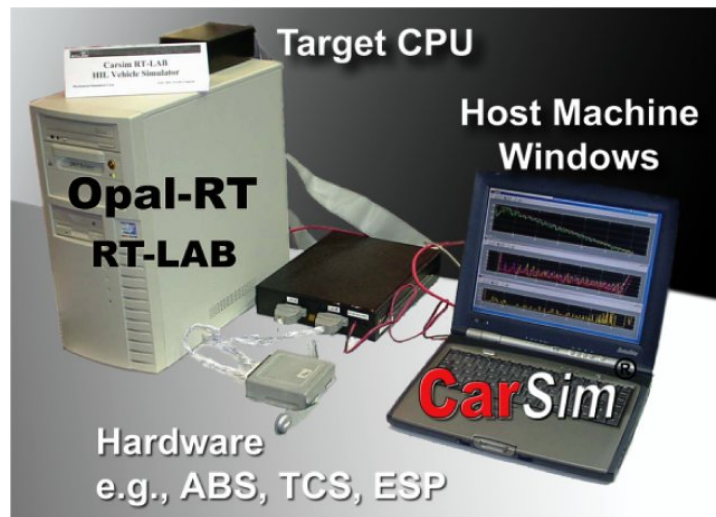 Target CPU
Carsim RT-LAB
HIL Vehicle Simulator
Host Machine
Windows
Opal-RT
RT-LAB
CarSim®
Hardware
e.g., ABS, TCS, ESP